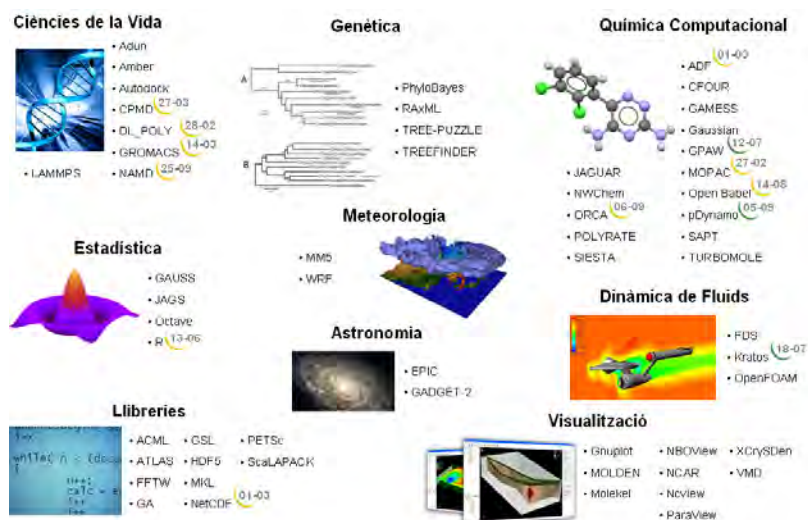 Ciències de la Vida
• Adun
• Amber
• Autodock
• CPMD 27-03
• DL_POLY 28-02
• GROMACS 14-03
• LAMMPS
• NAMD 25-09
Genètica
A
B
• PhyloBayes
• RAxML
• TREE-PUZZLE
• TREEFINDER
Química Computacional
• ADF 01-03
• CFOUR
• GAMESS
• Gaussian
• GPAW 12-07
• MOPAC 27-02
• Open Babel 14-08
• pDynamo 05-09
• SAPT
• TURBOMOLE
• JAGUAR
• NWChem
• ORCA 06-09
• POLYRATE
• SIESTA
Estadística
• GAUSS
• JAGS
• Octave
• R 13-06
Meteorologia
• MM5
• WRF
Astronomia
• EPIC
• GADGET-2
Dinàmica de Fluids
• FDS
• Kratos 18-07
• OpenFOAM
Llibreries
while( n < (docu
{
n++;
• ACML
• ATLAS
• FFTW
• GA
• GSL
• HDF5
• MKL
• NetCDF 01-03
• PETSc
• ScaLAPACK
Visualització
• Gnuplot
• MOLDEN
• Molekel
• NBOView
• NCAR
• Ncview
• ParaView
• XCrySDen
• VMD